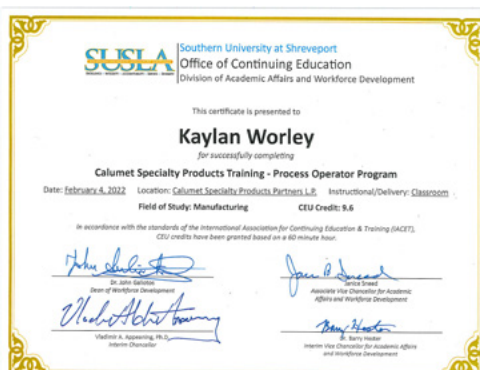 SUSLA
Southern University at Shreveport
Office of Continuing Education
Division of Academic Affairs and Workforce Development
This certificate is presented to
Kaylan Worley
for successfully completing
Calumet Specialty Products Training - Process Operator Program
Date: February 4, 2022 Location: Calumet Specialty Products Partners L.P. Instructional/Delivery: Classroom
Field of Study: Manufacturing CEU Credit: 9.6
In accordance with the standards of the International Association for Continuing Education & Training (IACET),
CEU credits have been granted based on a 60 minute hour.
Dr. John
Dean of Workforce Development
Janice Sneed
Associate Vice Chancellor for Academic
Affairs and Workforce Development
Vladimir A. Appeaning, Ph.D.
Interim Chancellor
Dr. Barry Hester
Interim Vice Chancellor for Academic Affairs
and Workforce Development